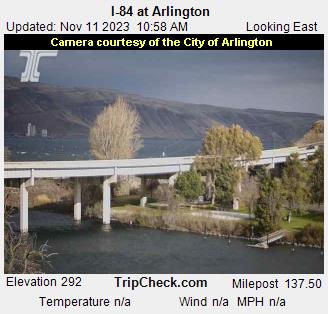 I-84 at Arlington
Updated: Nov 11 2023 10:58 AM Looking East
Camera courtesy of the City of Arlington
Elevation 292 TripCheck.com Milepost 137.50
Temperature n/a Wind n/a MPH n/a